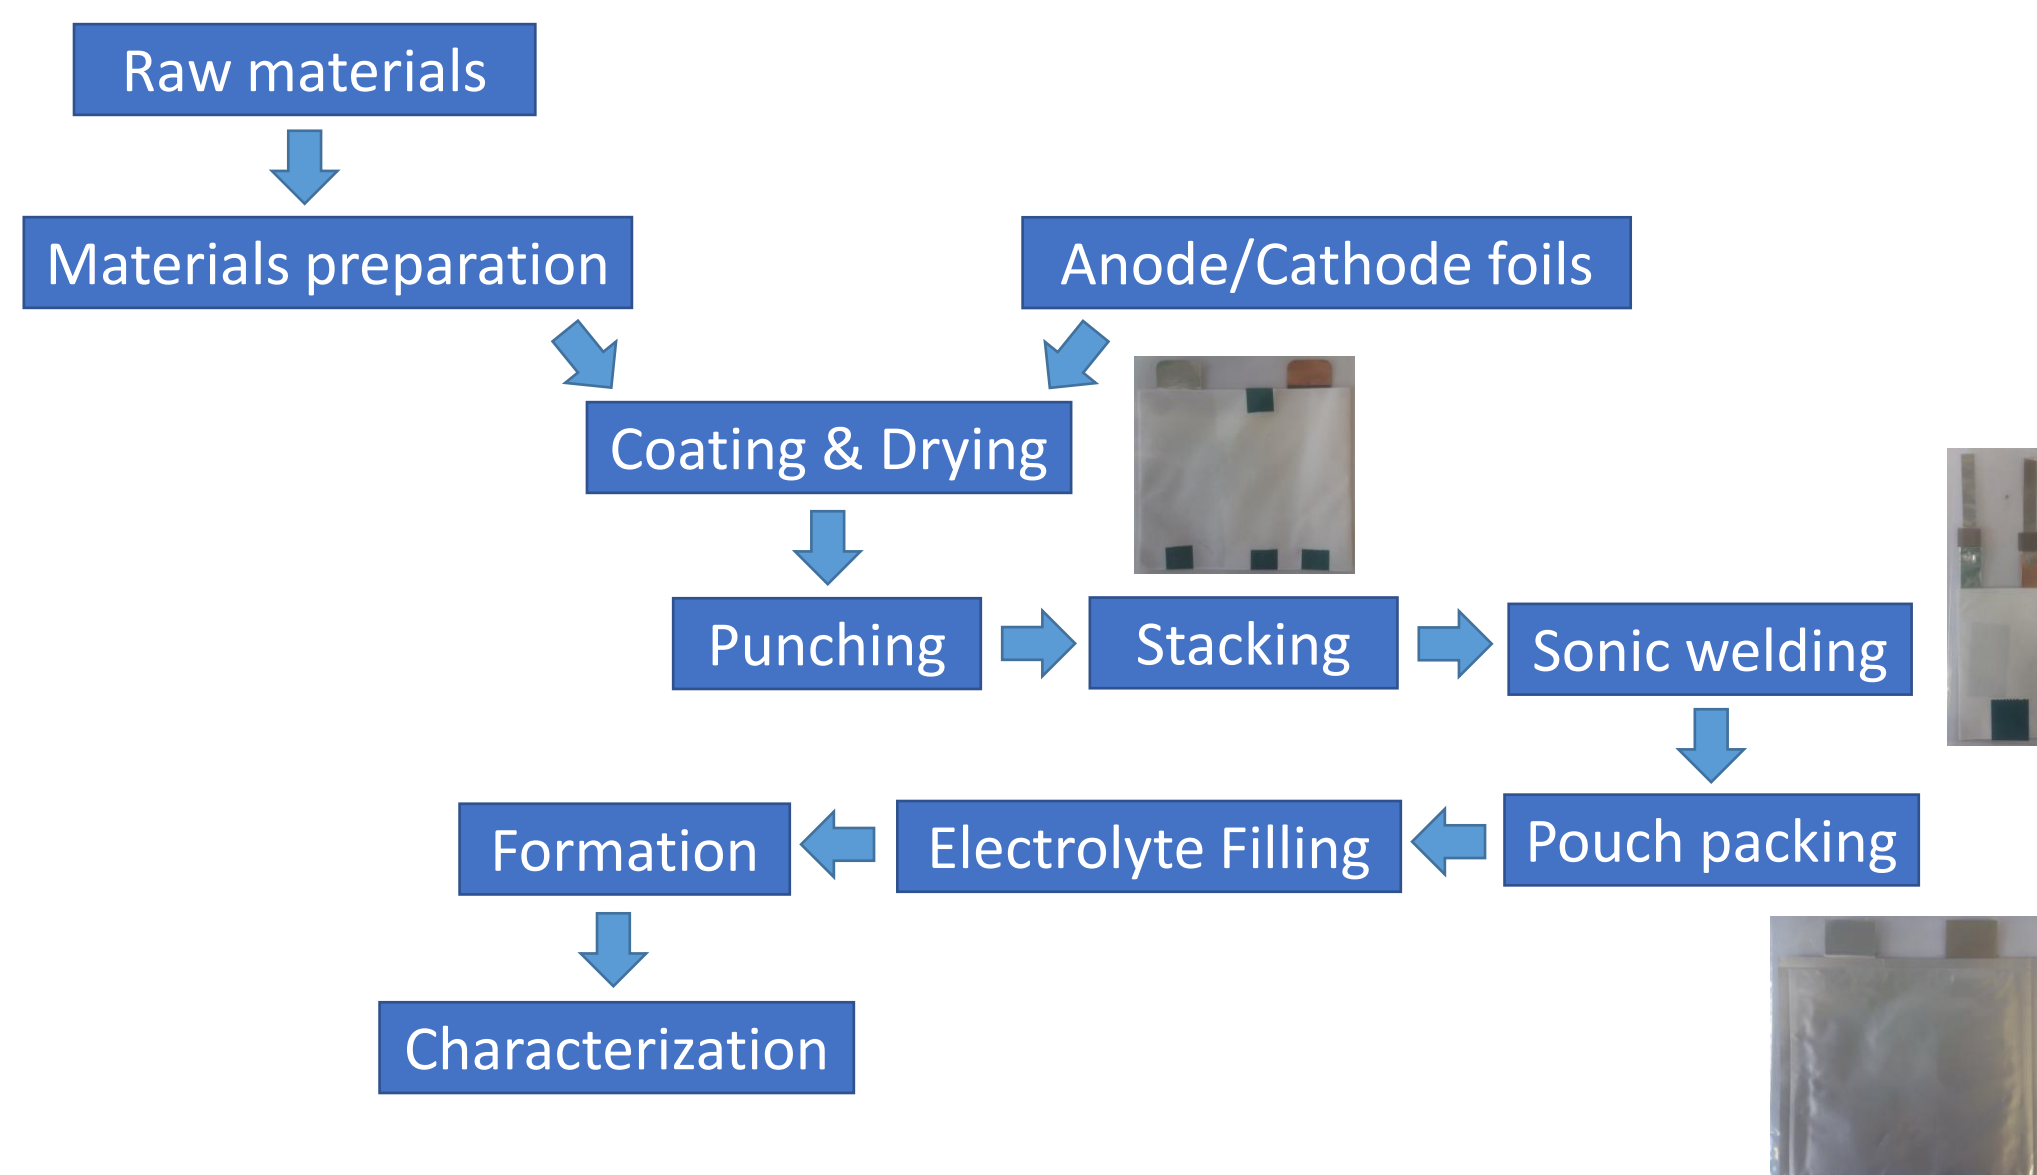 Raw materials
Materials preparation
Anode/Cathode foils
Coating & Drying
Punching
Stacking
Sonic welding
Pouch packing
Electrolyte Filling
Formation
Characterization